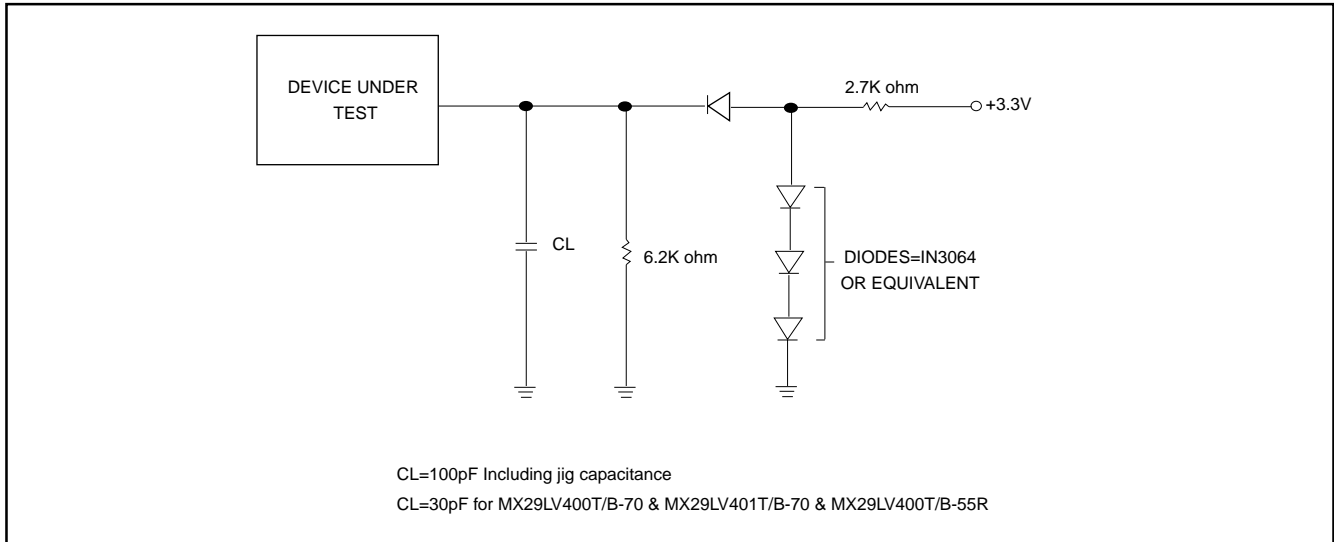 DEVICE UNDER
TEST
2.7K ohm
+3.3V
CL
6.2K ohm
DIODES=IN3064
OR EQUIVALENT
CL=100pF Including jig capacitance
CL=30pF for MX29LV400T/B-70 & MX29LV401T/B-70 & MX29LV400T/B-55R